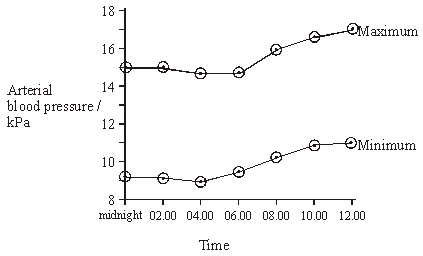 18
16
Arterial
blood pressure /
kPa
14
12
10
8
Maximum
Minimum
midnight 02.00 04.00 06.00 08.00 10.00 12.00
Time